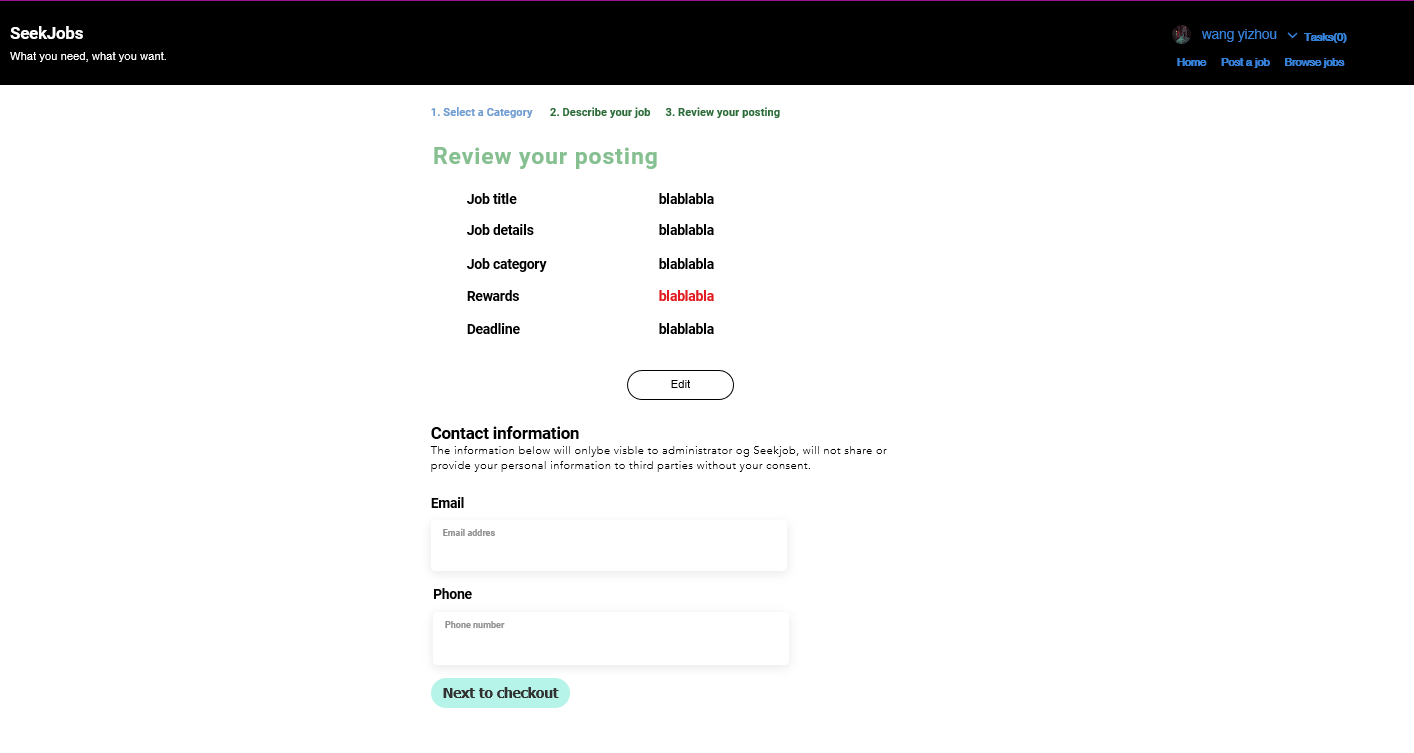 SeekJobs
What you need, what you want.
wang yizhou Tasks(0)
Home Post a job Browse jobs
1. Select a Category 2. Describe your job 3. Review your posting
Review your posting
Job title blablabla
Job details blablabla
Job category blablabla
Rewards blablabla
Deadline blablabla
Edit
Contact information
The information below will onlybe visble to administrator og Seekjob, will not share or
provide your personal information to third parties without your consent.
Email
Email addres
Phone
Phone number
Next to checkout